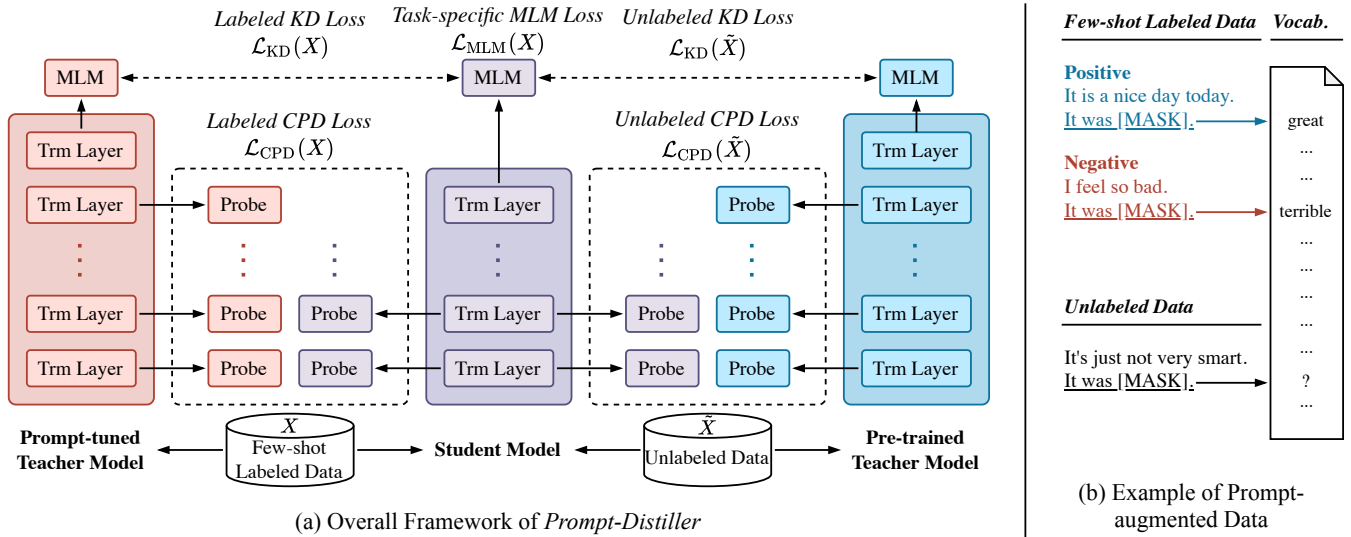 Labeled KD Loss
Task-specific MLM Loss
Unlabeled KD Loss
ℒ_KD(X)
ℒ_MLM(X)
ℒ_KD(X̃)
MLM
MLM
MLM
Labeled CPD Loss
ℒ_CPD(X)
Unlabeled CPD Loss
ℒ_CPD(X̃)
Trm Layer
Trm Layer
Trm Layer
Probe
Trm Layer
Probe
Trm Layer
⋮
⋮
⋮
⋮
⋮
⋮
⋮
Trm Layer
Probe
Probe
Trm Layer
Probe
Probe
Trm Layer
Trm Layer
Probe
Probe
Trm Layer
Probe
Probe
Trm Layer
Prompt-tuned
Teacher Model
X
Few-shot
Labeled Data
Student Model
X̃
Unlabeled Data
Pre-trained
Teacher Model
(a) Overall Framework of Prompt-Distiller
Few-shot Labeled Data
Vocab.
Positive
It is a nice day today.
It was [MASK].
great
...
...
Negative
I feel so bad.
It was [MASK].
terrible
...
...
...
...
...
Unlabeled Data
It's just not very smart.
It was [MASK].
?
...
(b) Example of Prompt-
augmented Data